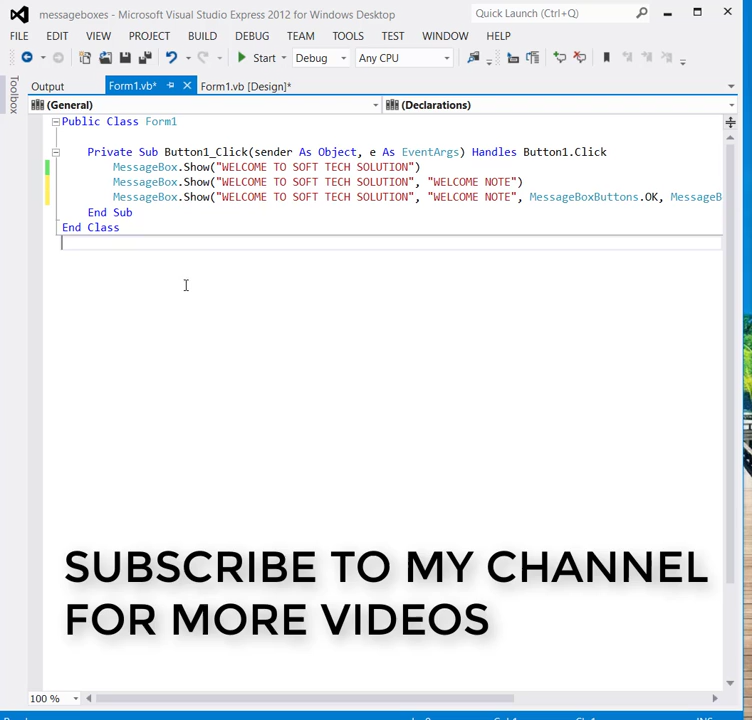 messageboxes - Microsoft Visual Studio Express 2012 for Windows Desktop
Quick Launch (Ctrl+Q)
FILE EDIT VIEW PROJECT BUILD DEBUG TEAM TOOLS TEST WINDOW HELP
Start Debug Any CPU
Toolbox
Output Form1.vb* Form1.vb [Design]*
(General) (Declarations)
Public Class Form1
Private Sub Button1_Click(sender As Object, e As EventArgs) Handles Button1.Click
MessageBox.Show("WELCOME TO SOFT TECH SOLUTION")
MessageBox.Show("WELCOME TO SOFT TECH SOLUTION", "WELCOME NOTE")
MessageBox.Show("WELCOME TO SOFT TECH SOLUTION", "WELCOME NOTE", MessageBoxButtons.OK, MessageB
End Sub
End Class
SUBSCRIBE TO MY CHANNEL
FOR MORE VIDEOS
100 %